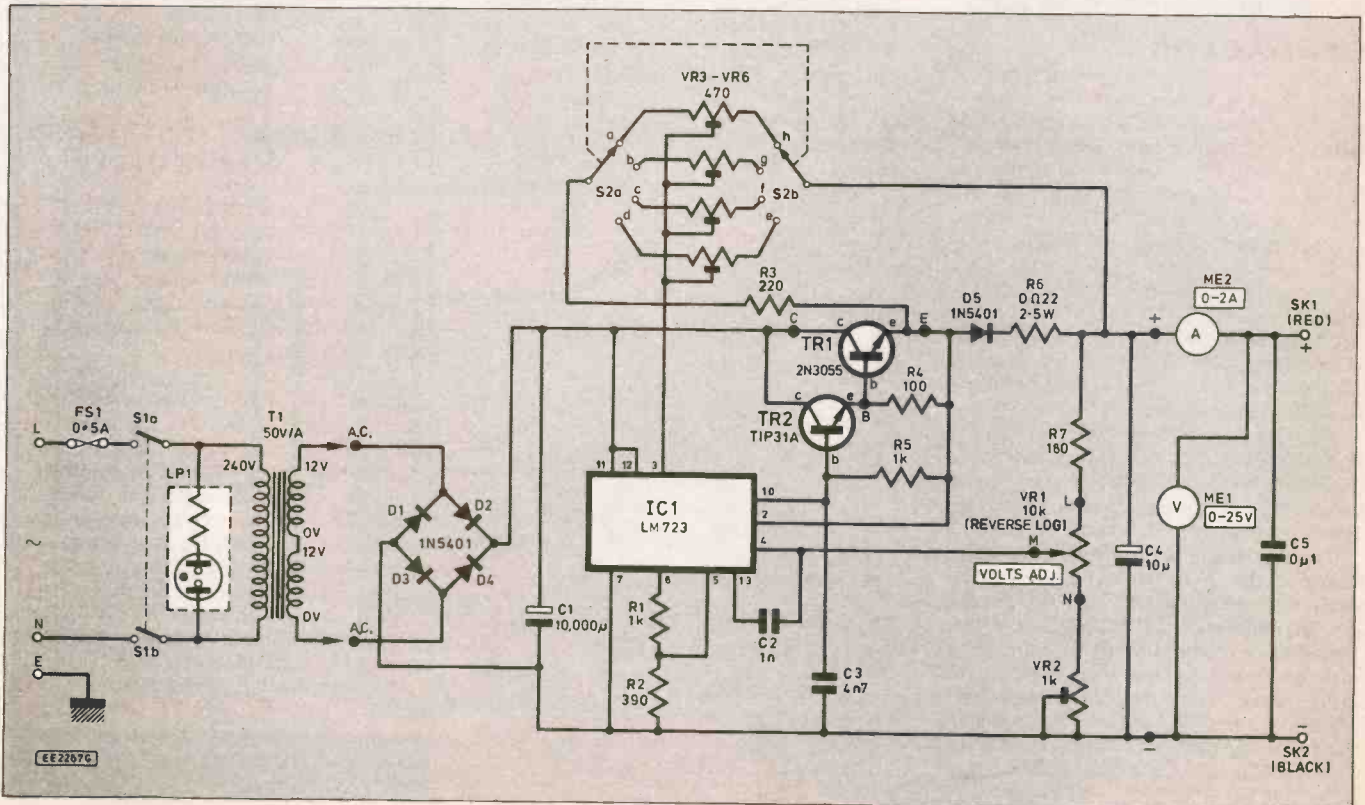 VR3 - VR6
470
a
h
b
g
S2a
c
f
S2b
d
e
R3
220
D5
1N5401
R6
0Ω22
2·5W
ME2
0-2A
SK1
(RED)
+
+
A
C
c
e
E
TR1
2N3055
b
R4
100
c
e
B
TR2
TIP31A
b
R5
1k
R7
180
FS1
0·5A
S1a
T1
50V/A
A.C.
L
LP1
240V
12V
0V
12V
0V
D1
D2
1N5401
D3
D4
11
12
3
IC1
LM723
10
2
4
7
6
5
13
L
VR1
10k
(REVERSE LOG)
M
VOLTS ADJ.
N
V
ME1
0-25V
C4
10µ
C5
0µ1
~
C1
10,000µ
R1
1k
C2
1n
N
S1b
A.C.
E
R2
390
C3
4n7
VR2
1k
–
–
SK2
(BLACK)
EE2267G